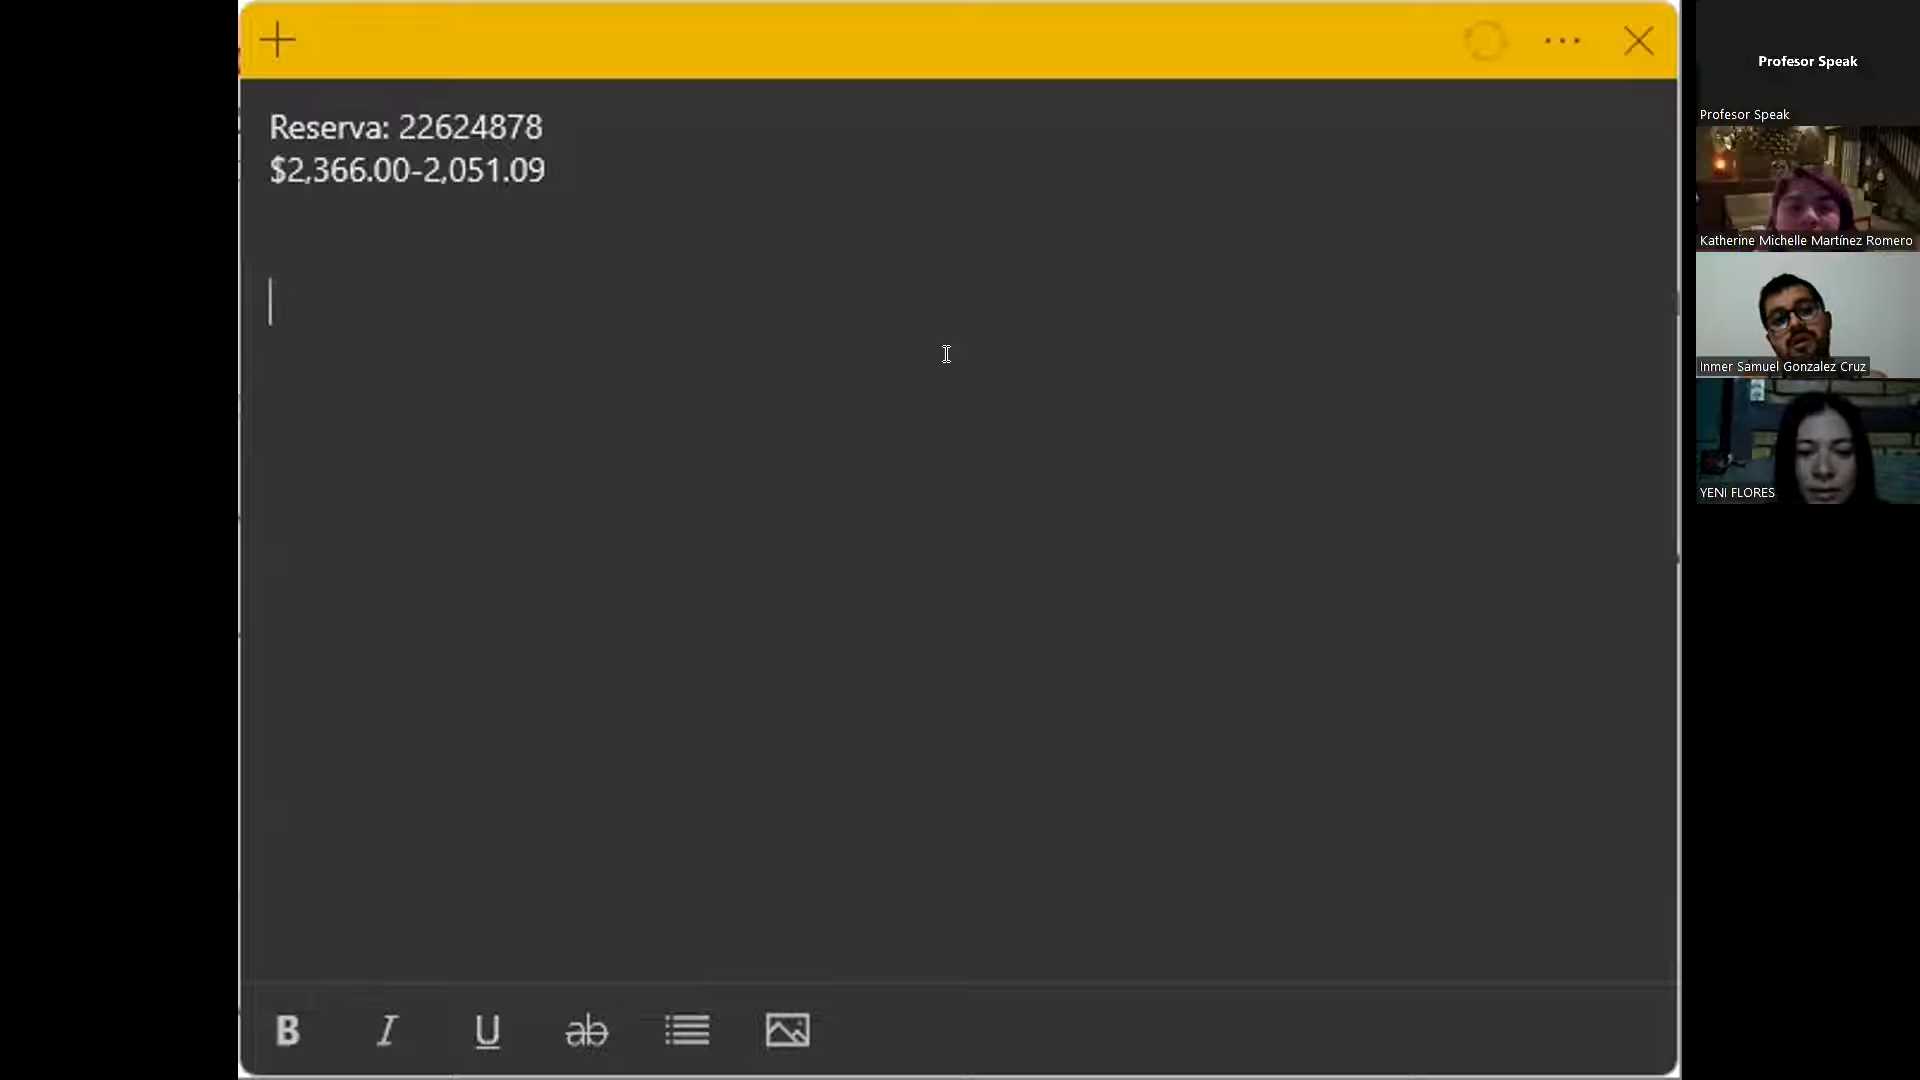 Reserva: 22624878
$2,366.00-2,051.09
B I U ab
Profesor Speak
Profesor Speak
Katherine Michelle Martínez Romero
Inmer Samuel Gonzalez Cruz
YENI FLORES